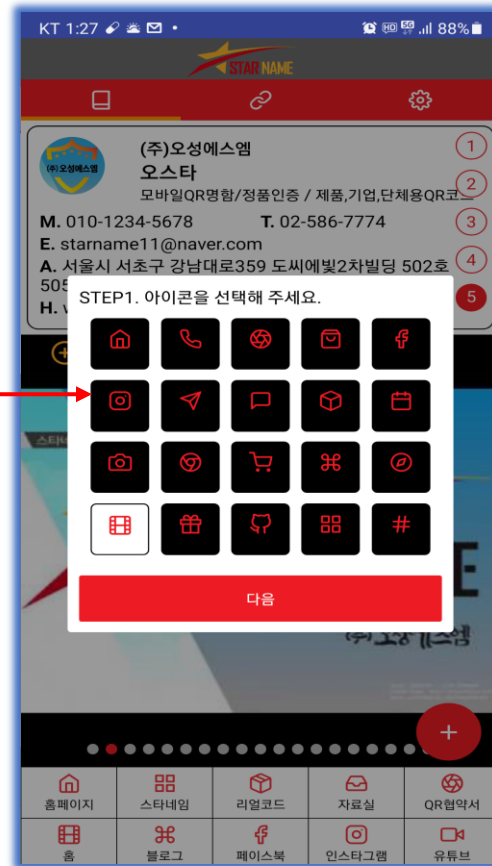 KT 1:27
88%
STAR NAME
(주)오성에스엠
(주)오성에스엠
오스타
모바일QR명함/정품인증 / 제품,기업,단체용QR코드
M. 010-1234-5678 T. 02-586-7774
E. starname11@naver.com
A. 서울시 서초구 강남대로359 도씨에빛2차빌딩 502호
505
H.
1
2
3
4
5
STEP1. 아이콘을 선택해 주세요.
다음
E
+
홈페이지 스타네임 리얼코드 자료실 QR협약서
홈 블로그 페이스북 인스타그램 유튜브